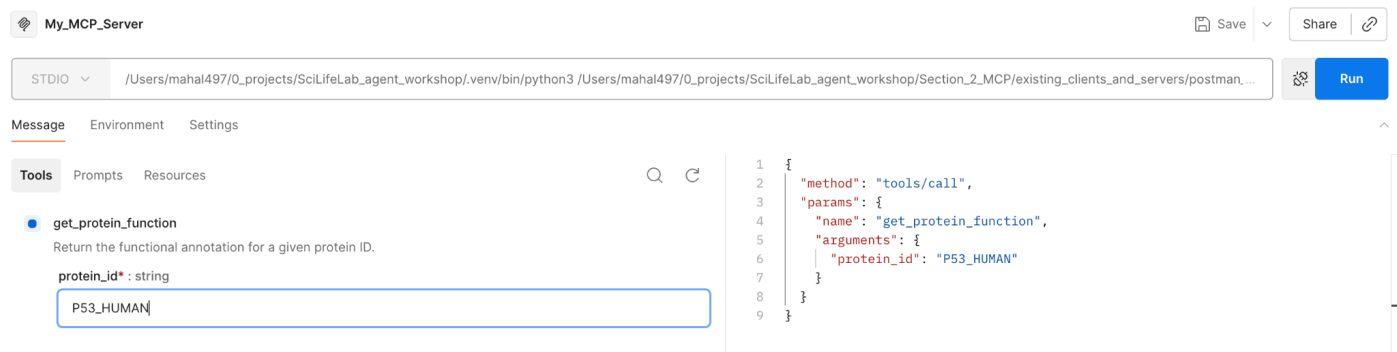 My_MCP_Server
Save
Share
STDIO
/Users/mahal497/0_projects/SciLifeLab_agent_workshop/.venv/bin/python3 /Users/mahal497/0_projects/SciLifeLab_agent_workshop/Section_2_MCP/existing_clients_and_servers/postman_...
Run
Message Environment Settings
Tools Prompts Resources
get_protein_function
Return the functional annotation for a given protein ID.
protein_id* : string
P53_HUMAN
1 {
2 "method": "tools/call",
3 "params": {
4 "name": "get_protein_function",
5 "arguments": {
6 "protein_id": "P53_HUMAN"
7 }
8 }
9 }